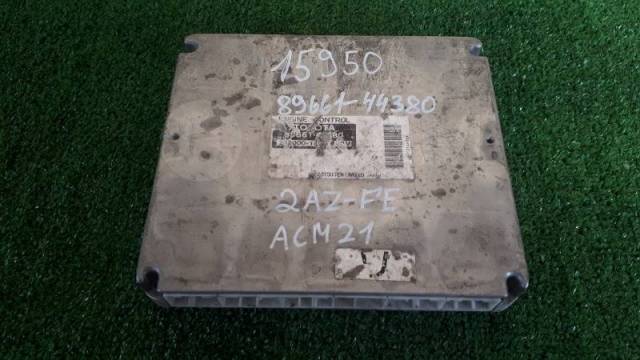 15950
89661-44380
ENGINE CONTROL
TOYOTA
2AZ-FE
ACM21